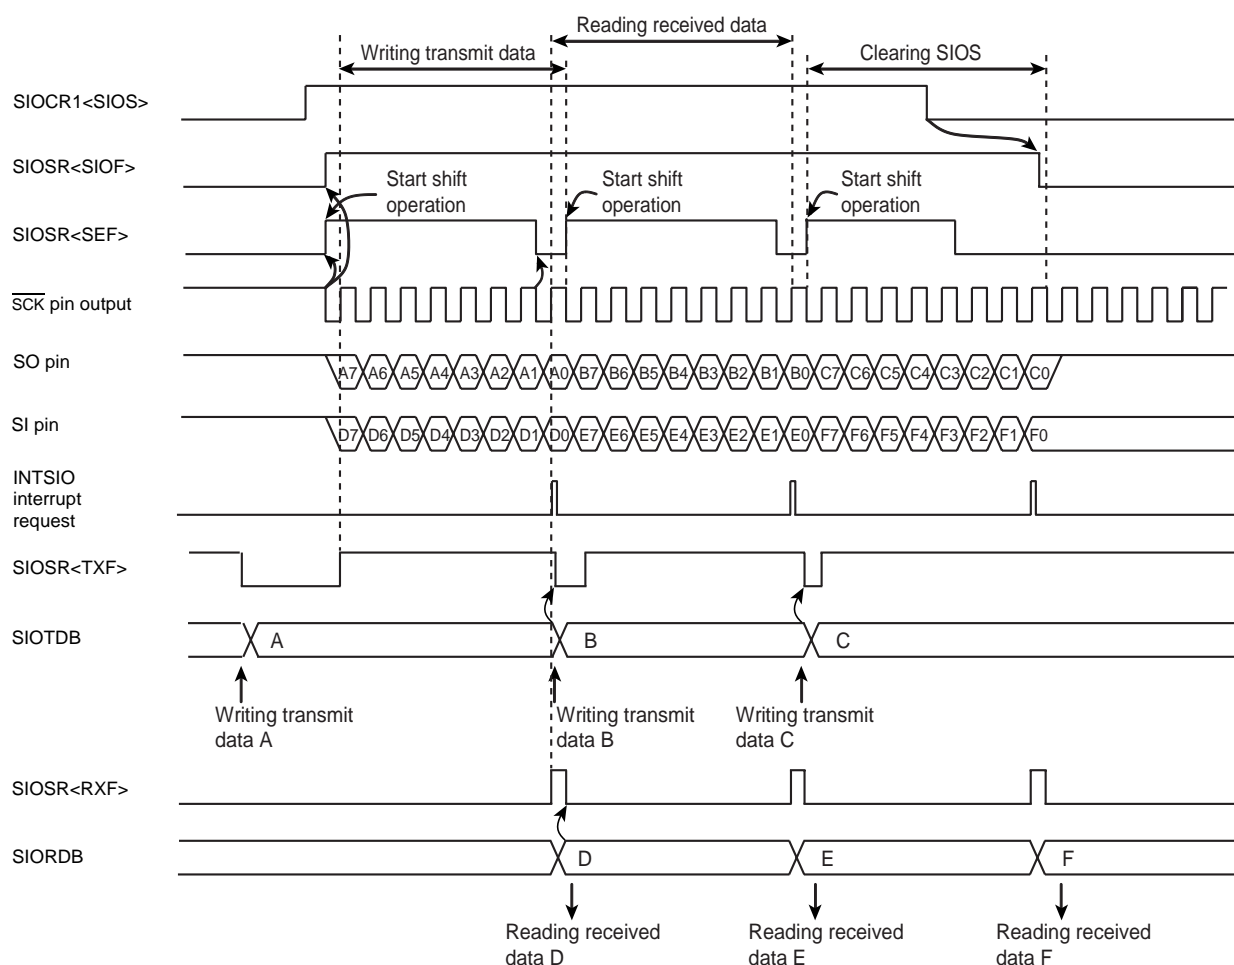 Reading received data
Writing transmit data
Clearing SIOS
SIOCR1<SIOS>
SIOSR<SIOF>
Start shift
operation
Start shift
operation
Start shift
operation
SIOSR<SEF>
SCK pin output
SO pin
A7 A6 A5 A4 A3 A2 A1 A0 B7 B6 B5 B4 B3 B2 B1 B0 C7 C6 C5 C4 C3 C2 C1 C0
SI pin
D7 D6 D5 D4 D3 D2 D1 D0 E7 E6 E5 E4 E3 E2 E1 E0 F7 F6 F5 F4 F3 F2 F1 F0
INTSIO
interrupt
request
SIOSR<TXF>
SIOTDB
A B C
Writing transmit
data A
Writing transmit
data B
Writing transmit
data C
SIOSR<RXF>
SIORDB
D E F
Reading received
data D
Reading received
data E
Reading received
data F